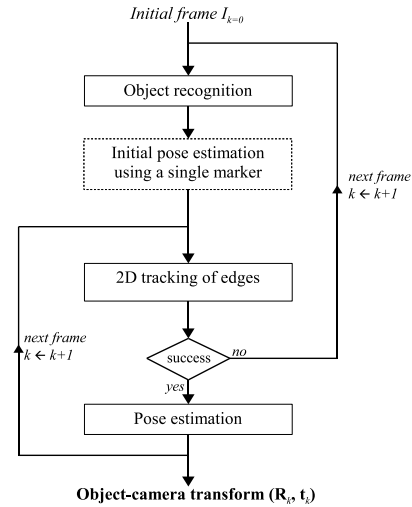 Initial frame I_{k=0}
Object recognition
Initial pose estimation
using a single marker
next frame
k ← k+1
2D tracking of edges
next frame
k ← k+1
success
no
yes
Pose estimation
Object-camera transform (R_k, t_k)